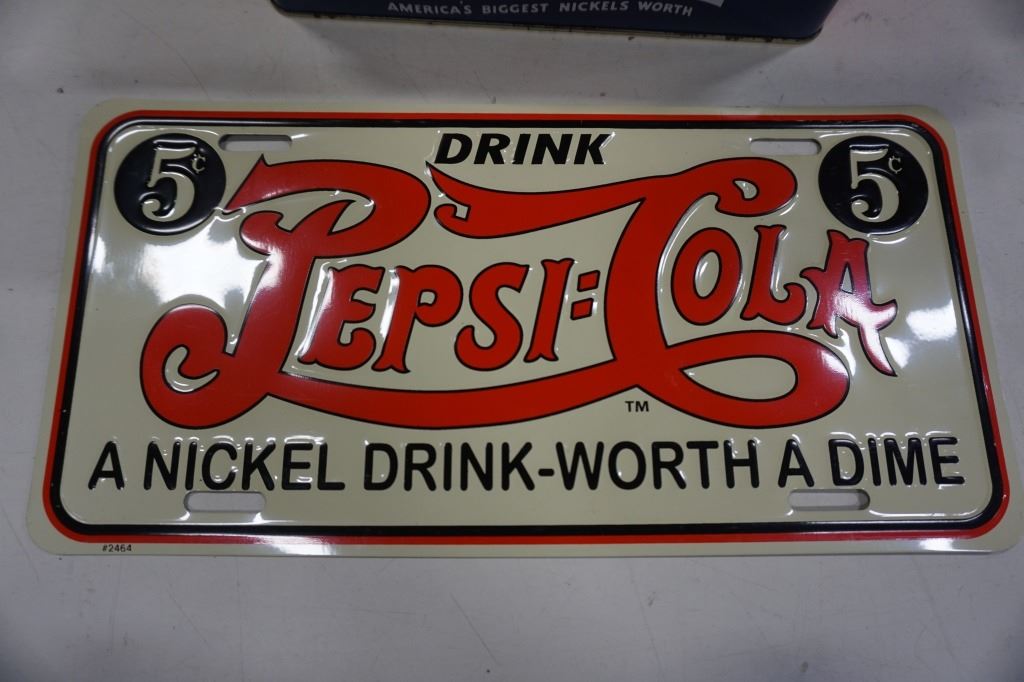 AMERICA'S BIGGEST NICKELS WORTH
DRINK
5¢ 5¢
PEPSI:COLA
TM
A NICKEL DRINK-WORTH A DIME
#2464